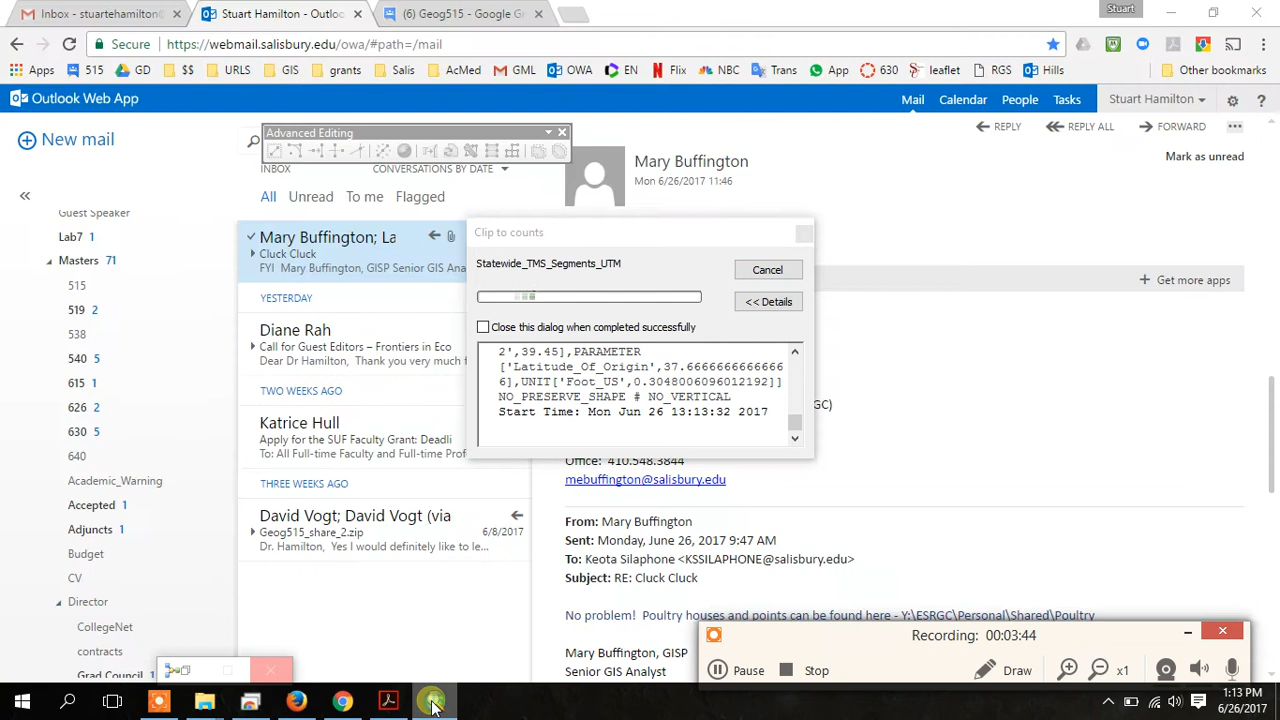 Inbox - stuartehamilton@
Stuart Hamilton - Outlo
(6) Geog515 - Google Gr
Stuart
Secure
https://webmail.salisbury.edu/owa/#path=/mail
Apps
515
GD
$$
URLS
GIS
grants
Salis
AcMed
GML
OWA
EN
Flix
NBC
Trans
App
630
leaflet
RGS
Hills
Other bookmarks
Outlook Web App
Mail
Calendar
People
Tasks
Stuart Hamilton
?
New mail
Advanced Editing
INBOX
CONVERSATIONS BY DATE
All
Unread
To me
Flagged
REPLY
REPLY ALL
FORWARD
Mary Buffington
Mon 6/26/2017 11:46
Mark as unread
Guest Speaker
Lab7 1
Masters 71
515
519 2
538
540 5
615 1
626 2
630 5
640
Academic_Warning
Accepted 1
Adjuncts 1
Budget
CV
Director
CollegeNet
contracts
Grad Council 1
Mary Buffington; La
Cluck Cluck
FYI Mary Buffington, GISP Senior GIS Ana
YESTERDAY
Diane Rah
Call for Guest Editors – Frontiers in Eco
Dear Dr Hamilton, Thank you very much f
TWO WEEKS AGO
Katrice Hull
Apply for the SUF Faculty Grant: Deadli
To: All Full-time Faculty and Full-time Prof
THREE WEEKS AGO
David Vogt; David Vogt (via
Geog515_share_2.zip
6/8/2017
Dr. Hamilton, Yes I would definitely like to le...
Clip to counts
Statewide_TMS_Segments_UTM
Cancel
<< Details
Close this dialog when completed successfully
2',39.45],PARAMETER
['Latitude_Of_Origin',37.6666666666666
6],UNIT['Foot_US',0.3048006096012192]]
NO_PRESERVE_SHAPE # NO_VERTICAL
Start Time: Mon Jun 26 13:13:32 2017
Get more apps
GC)
Office: 410.548.3844
mebuffington@salisbury.edu
From: Mary Buffington
Sent: Monday, June 26, 2017 9:47 AM
To: Keota Silaphone <KSSILAPHONE@salisbury.edu>
Subject: RE: Cluck Cluck
No problem! Poultry houses and points can be found here - Y:\ESRGC\Personal\Shared\Poultry
Mary Buffington, GISP
Senior GIS Analyst
Recording: 00:03:44
Pause
Stop
Draw
x1
1:13 PM
6/26/2017